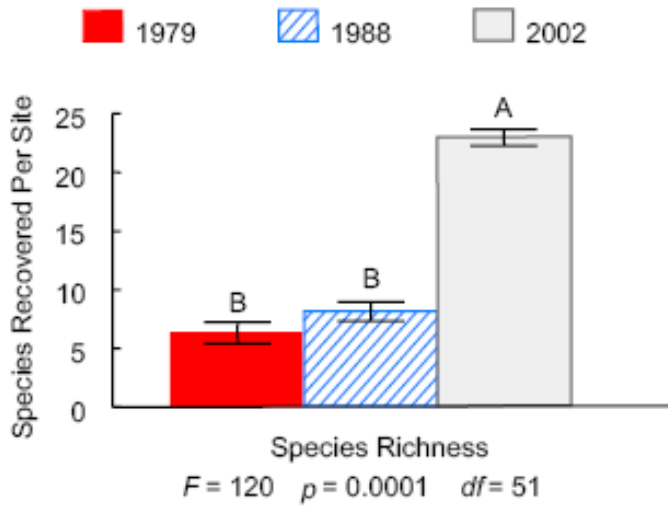 1979 1988 2002
Species Recovered Per Site
25
20
15
10
5
0
A
B
B
Species Richness
F = 120 p = 0.0001 df = 51